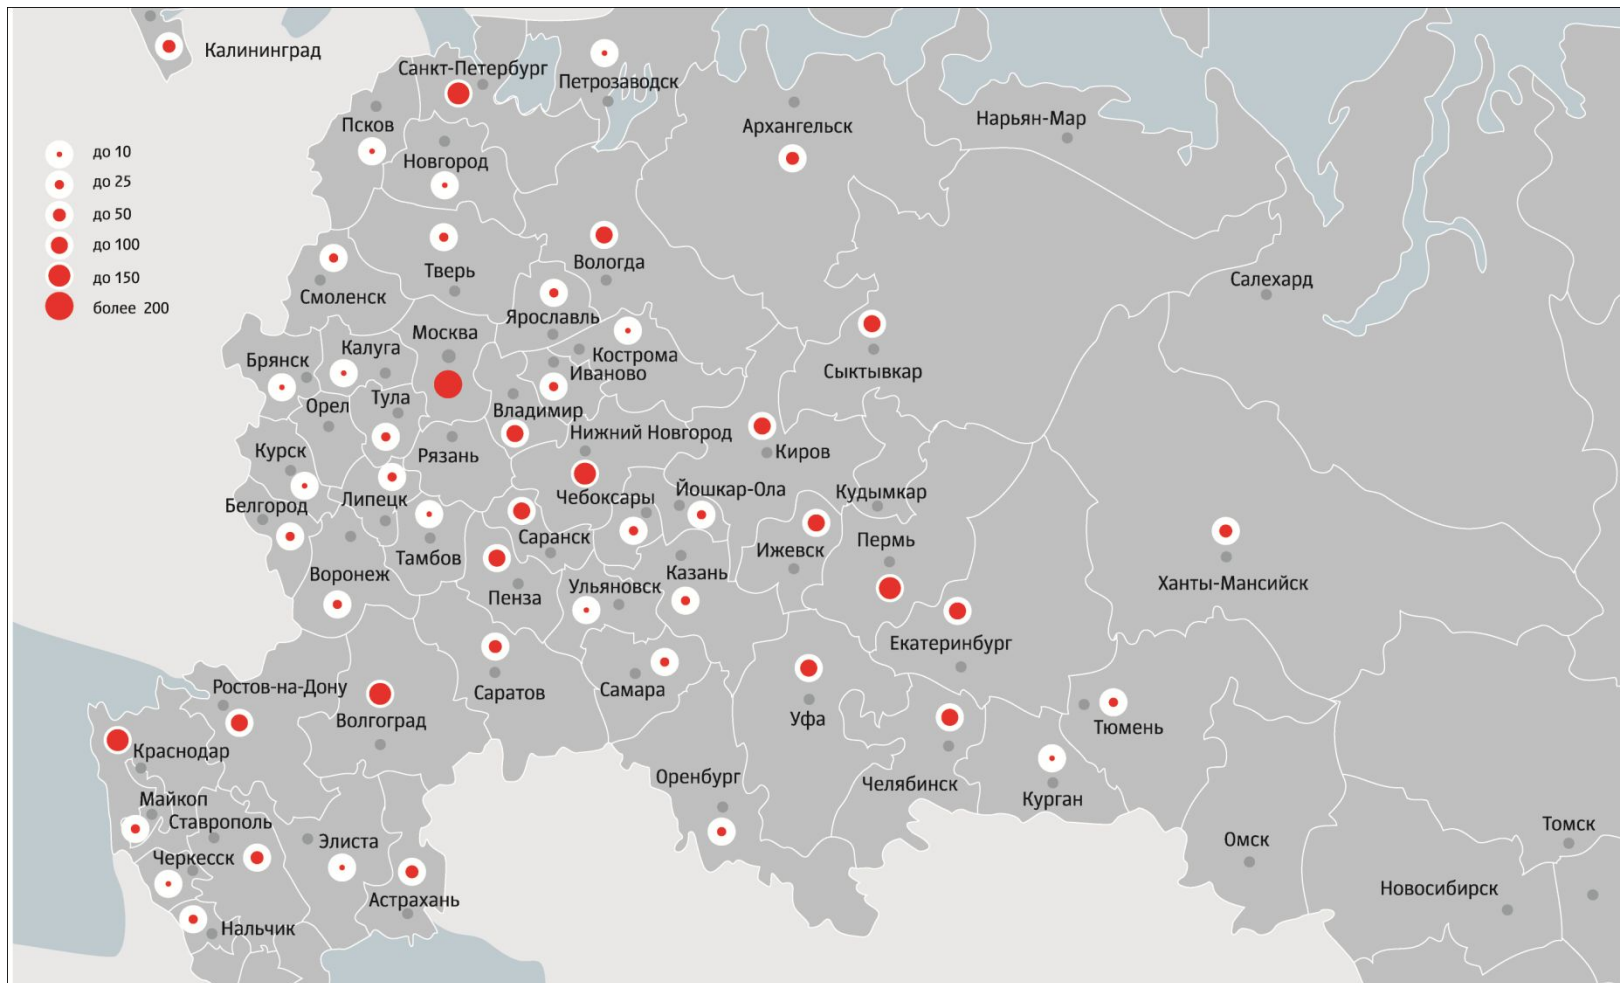 Калининград
Санкт-Петербург
Петрозаводск
Псков
Архангельск
Нарьян-Мар
до 10
Новгород
до 25
до 50
до 100
Вологда
Тверь
до 150
Салехард
Смоленск
более 200
Ярославль
Москва
Калуга
Кострома
Брянск
Иваново
Сыктывкар
Тула
Орел
Владимир
Нижний Новгород
Курск
Рязань
Киров
Йошкар-Ола
Кудымкар
Чебоксары
Липецк
Белгород
Саранск
Пермь
Тамбов
Ижевск
Воронеж
Казань
Ханты-Мансийск
Ульяновск
Пенза
Екатеринбург
Ростов-на-Дону
Саратов
Самара
Волгоград
Уфа
Тюмень
Краснодар
Оренбург
Челябинск
Курган
Майкоп
Ставрополь
Томск
Элиста
Омск
Черкесск
Новосибирск
Астрахань
Нальчик